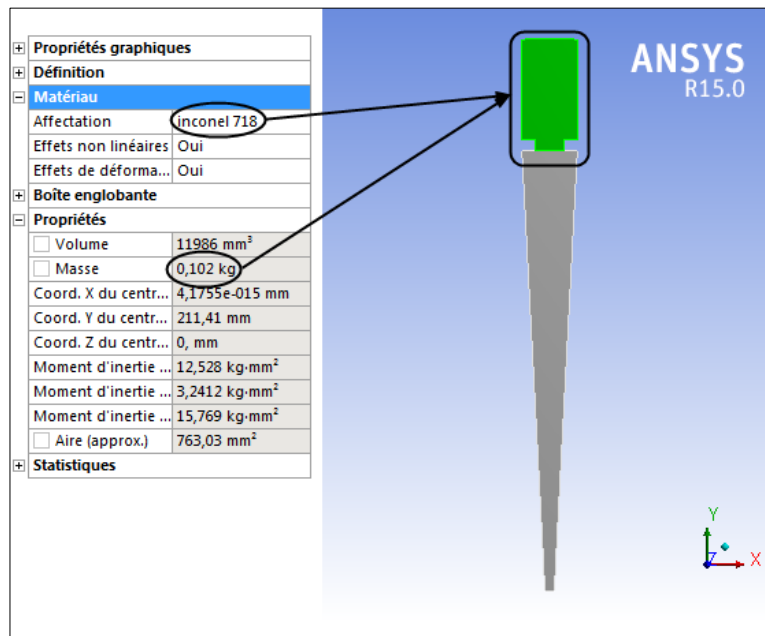 Propriétés graphiques
Définition
Matériau
Affectation inconel 718
Effets non linéaires Oui
Effets de déforma... Oui
Boîte englobante
Propriétés
Volume 11986 mm³
Masse 0,102 kg
Coord. X du centr... 4,1755e-015 mm
Coord. Y du centr... 211,41 mm
Coord. Z du centr... 0, mm
Moment d'inertie ... 12,528 kg·mm²
Moment d'inertie ... 3,2412 kg·mm²
Moment d'inertie ... 15,769 kg·mm²
Aire (approx.) 763,03 mm²
Statistiques
ANSYS
R15.0
Y
Z X